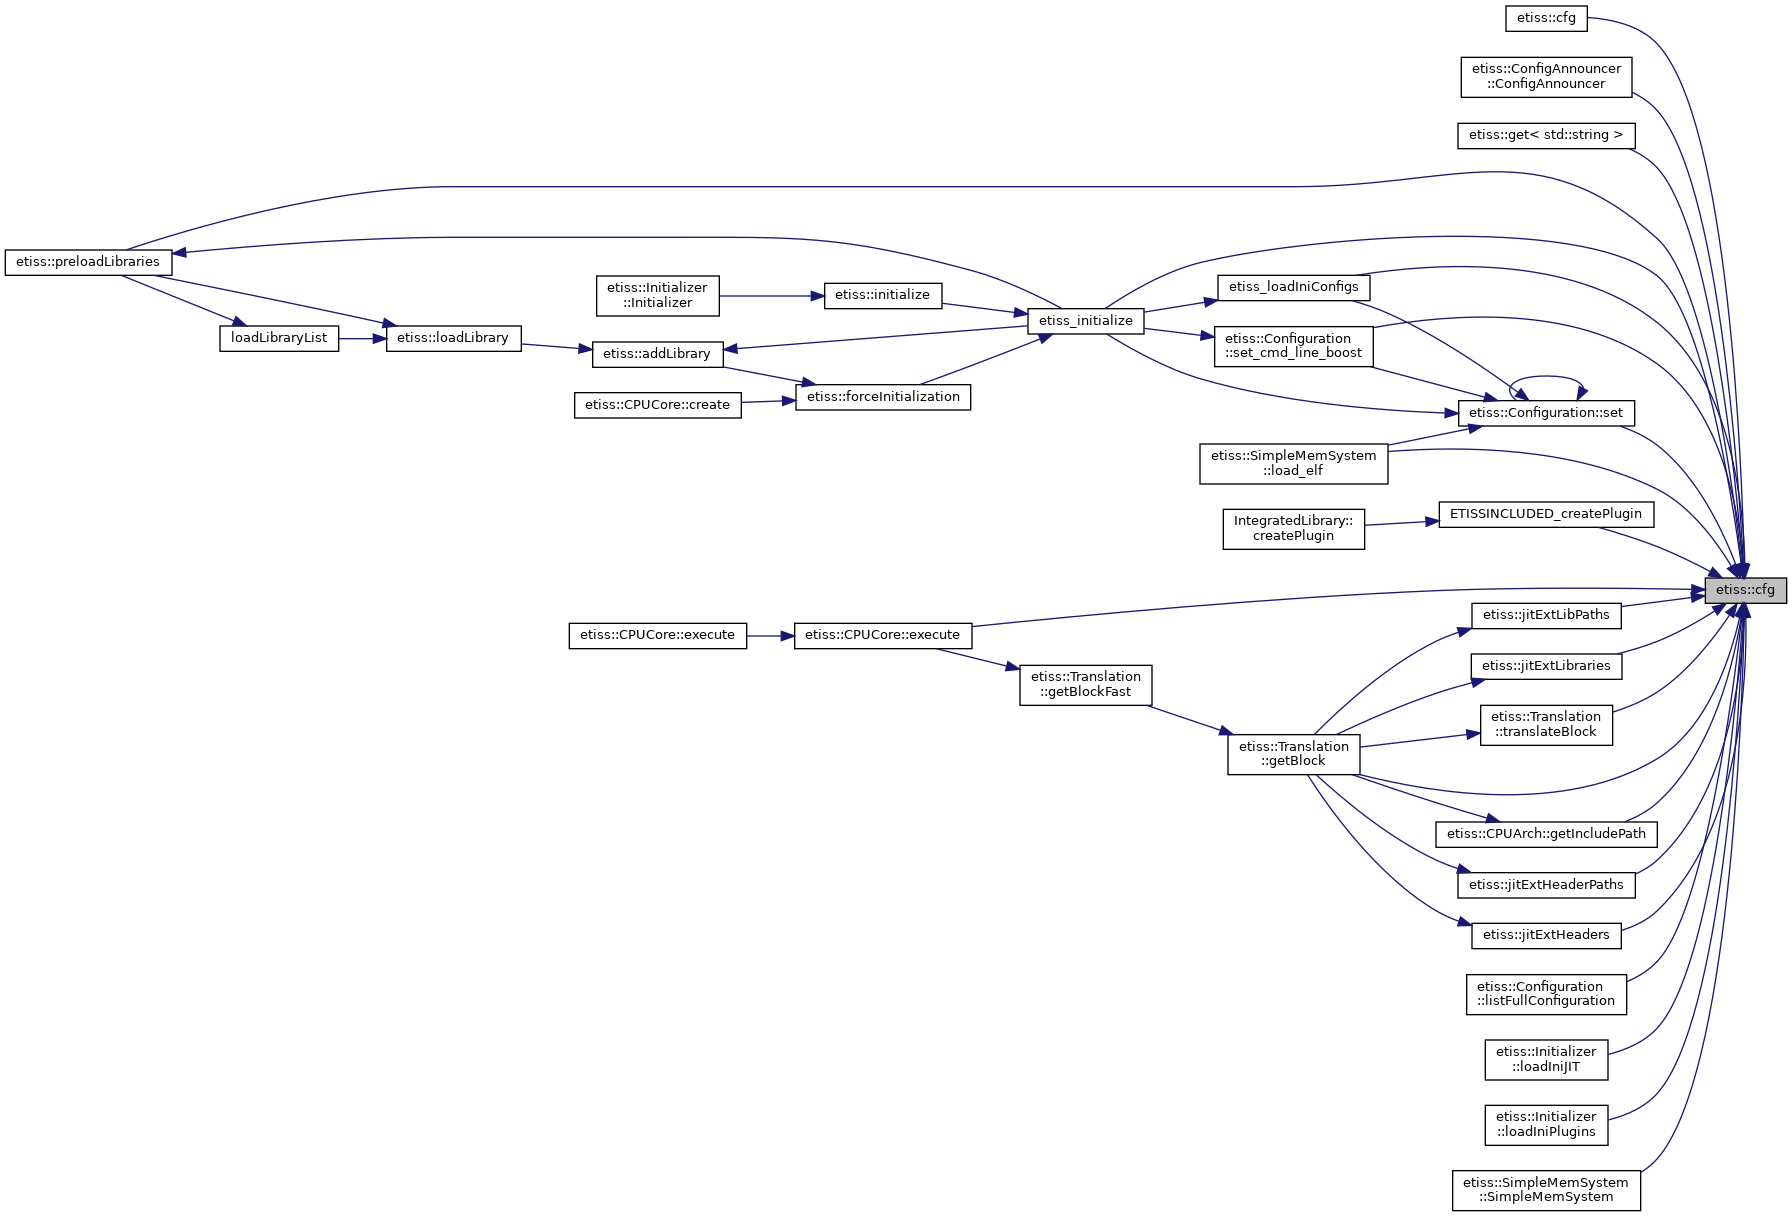 etiss::cfg
etiss::ConfigAnnouncer
::ConfigAnnouncer
etiss::get< std::string >
etiss::preloadLibraries
etiss::Initializer
::Initializer
etiss::initialize
etiss_loadIniConfigs
etiss_initialize
loadLibraryList
etiss::loadLibrary
etiss::addLibrary
etiss::Configuration
::set_cmd_line_boost
etiss::CPUCore::create
etiss::forceInitialization
etiss::Configuration::set
etiss::SimpleMemSystem
::load_elf
IntegratedLibrary::
createPlugin
ETISSINCLUDED_createPlugin
etiss::cfg
etiss::jitExtLibPaths
etiss::CPUCore::execute
etiss::CPUCore::execute
etiss::Translation
::getBlockFast
etiss::jitExtLibraries
etiss::Translation
::translateBlock
etiss::Translation
::getBlock
etiss::CPUArch::getIncludePath
etiss::jitExtHeaderPaths
etiss::jitExtHeaders
etiss::Configuration
::listFullConfiguration
etiss::Initializer
::loadIniJIT
etiss::Initializer
::loadIniPlugins
etiss::SimpleMemSystem
::SimpleMemSystem